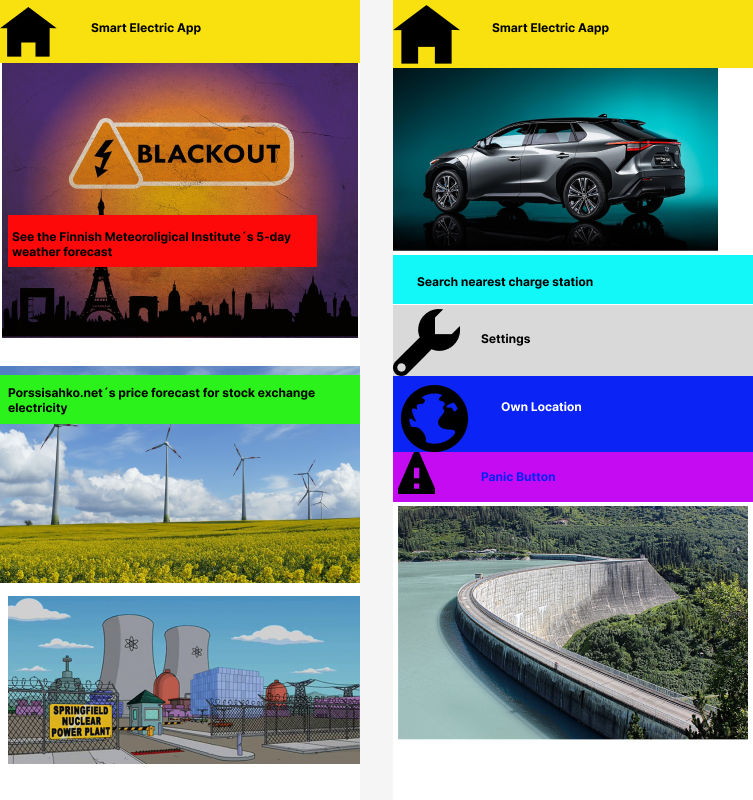 Smart Electric App
BLACKOUT
See the Finnish Meteoroligical Institute´s 5-day
weather forecast
Porssisahko.net´s price forecast for stock exchange
electricity
SPRINGFIELD
NUCLEAR
POWER PLANT
Smart Electric Aapp
Search nearest charge station
Settings
Own Location
Panic Button